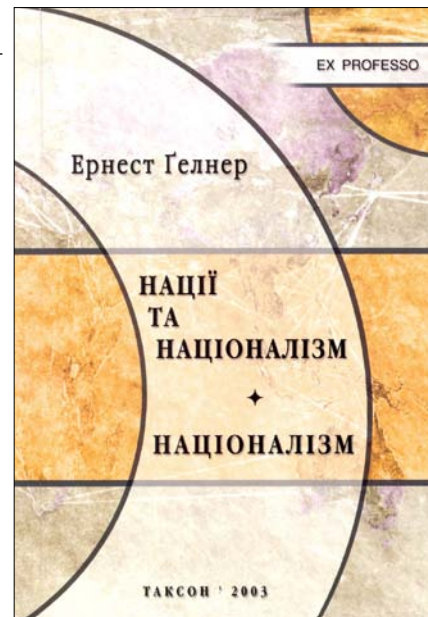 EX PROFESSO
Ернест Ґелнер
НАЦІЇ
ТА
НАЦІОНАЛІЗМ
НАЦІОНАЛІЗМ
ТАКСОН ' 2003